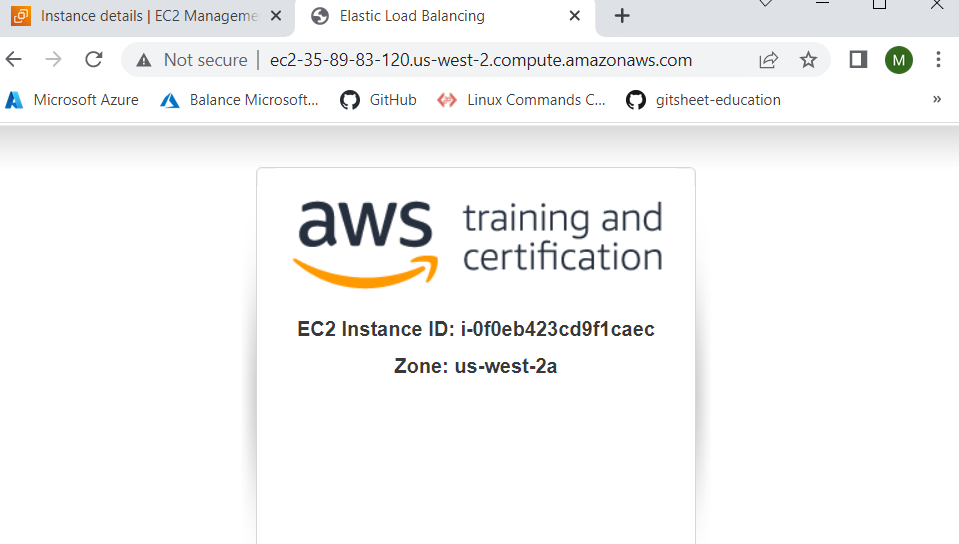 Instance details | EC2 Manageme
Elastic Load Balancing
Not secure
ec2-35-89-83-120.us-west-2.compute.amazonaws.com
M
Microsoft Azure
Balance Microsoft...
GitHub
Linux Commands C...
gitsheet-education
»
aws
training and
certification
EC2 Instance ID: i-0f0eb423cd9f1caec
Zone: us-west-2a